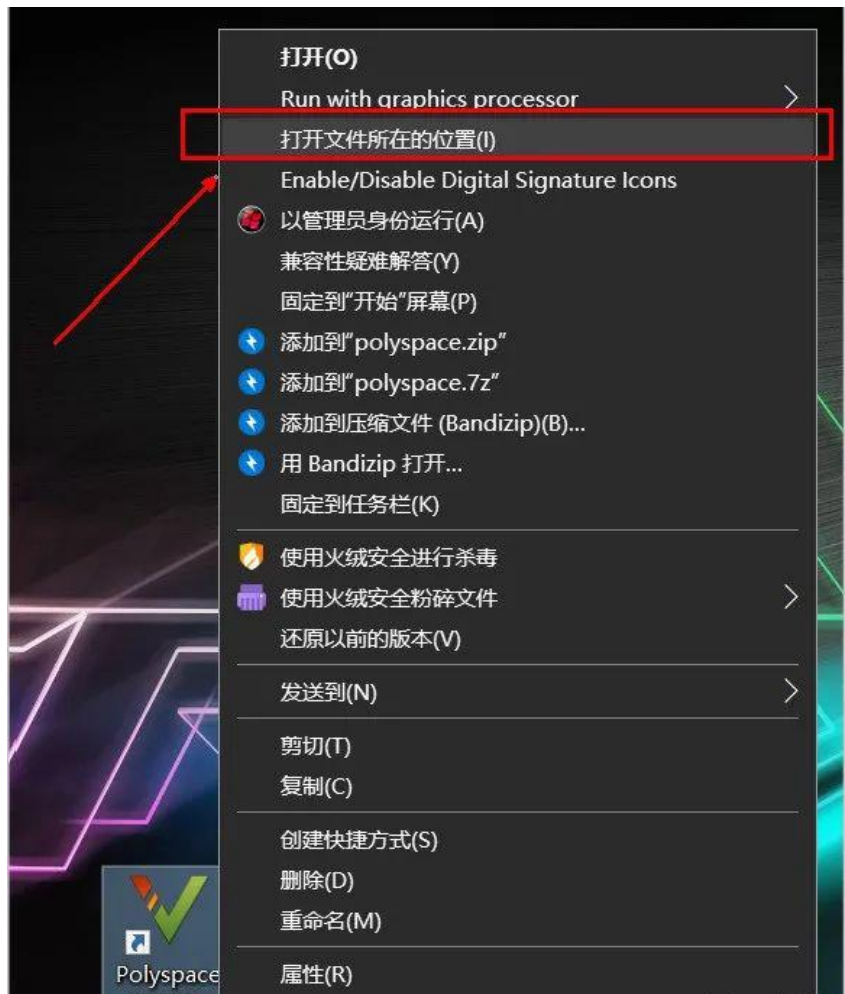 打开(O)
Run with graphics processor
打开文件所在的位置(I)
Enable/Disable Digital Signature Icons
以管理员身份运行(A)
兼容性疑难解答(Y)
固定到"开始"屏幕(P)
添加到"polyspace.zip"
添加到"polyspace.7z"
添加到压缩文件 (Bandizip)(B)...
用 Bandizip 打开...
固定到任务栏(K)
使用火绒安全进行杀毒
使用火绒安全粉碎文件
还原以前的版本(V)
发送到(N)
剪切(T)
复制(C)
创建快捷方式(S)
删除(D)
重命名(M)
Polyspace
属性(R)